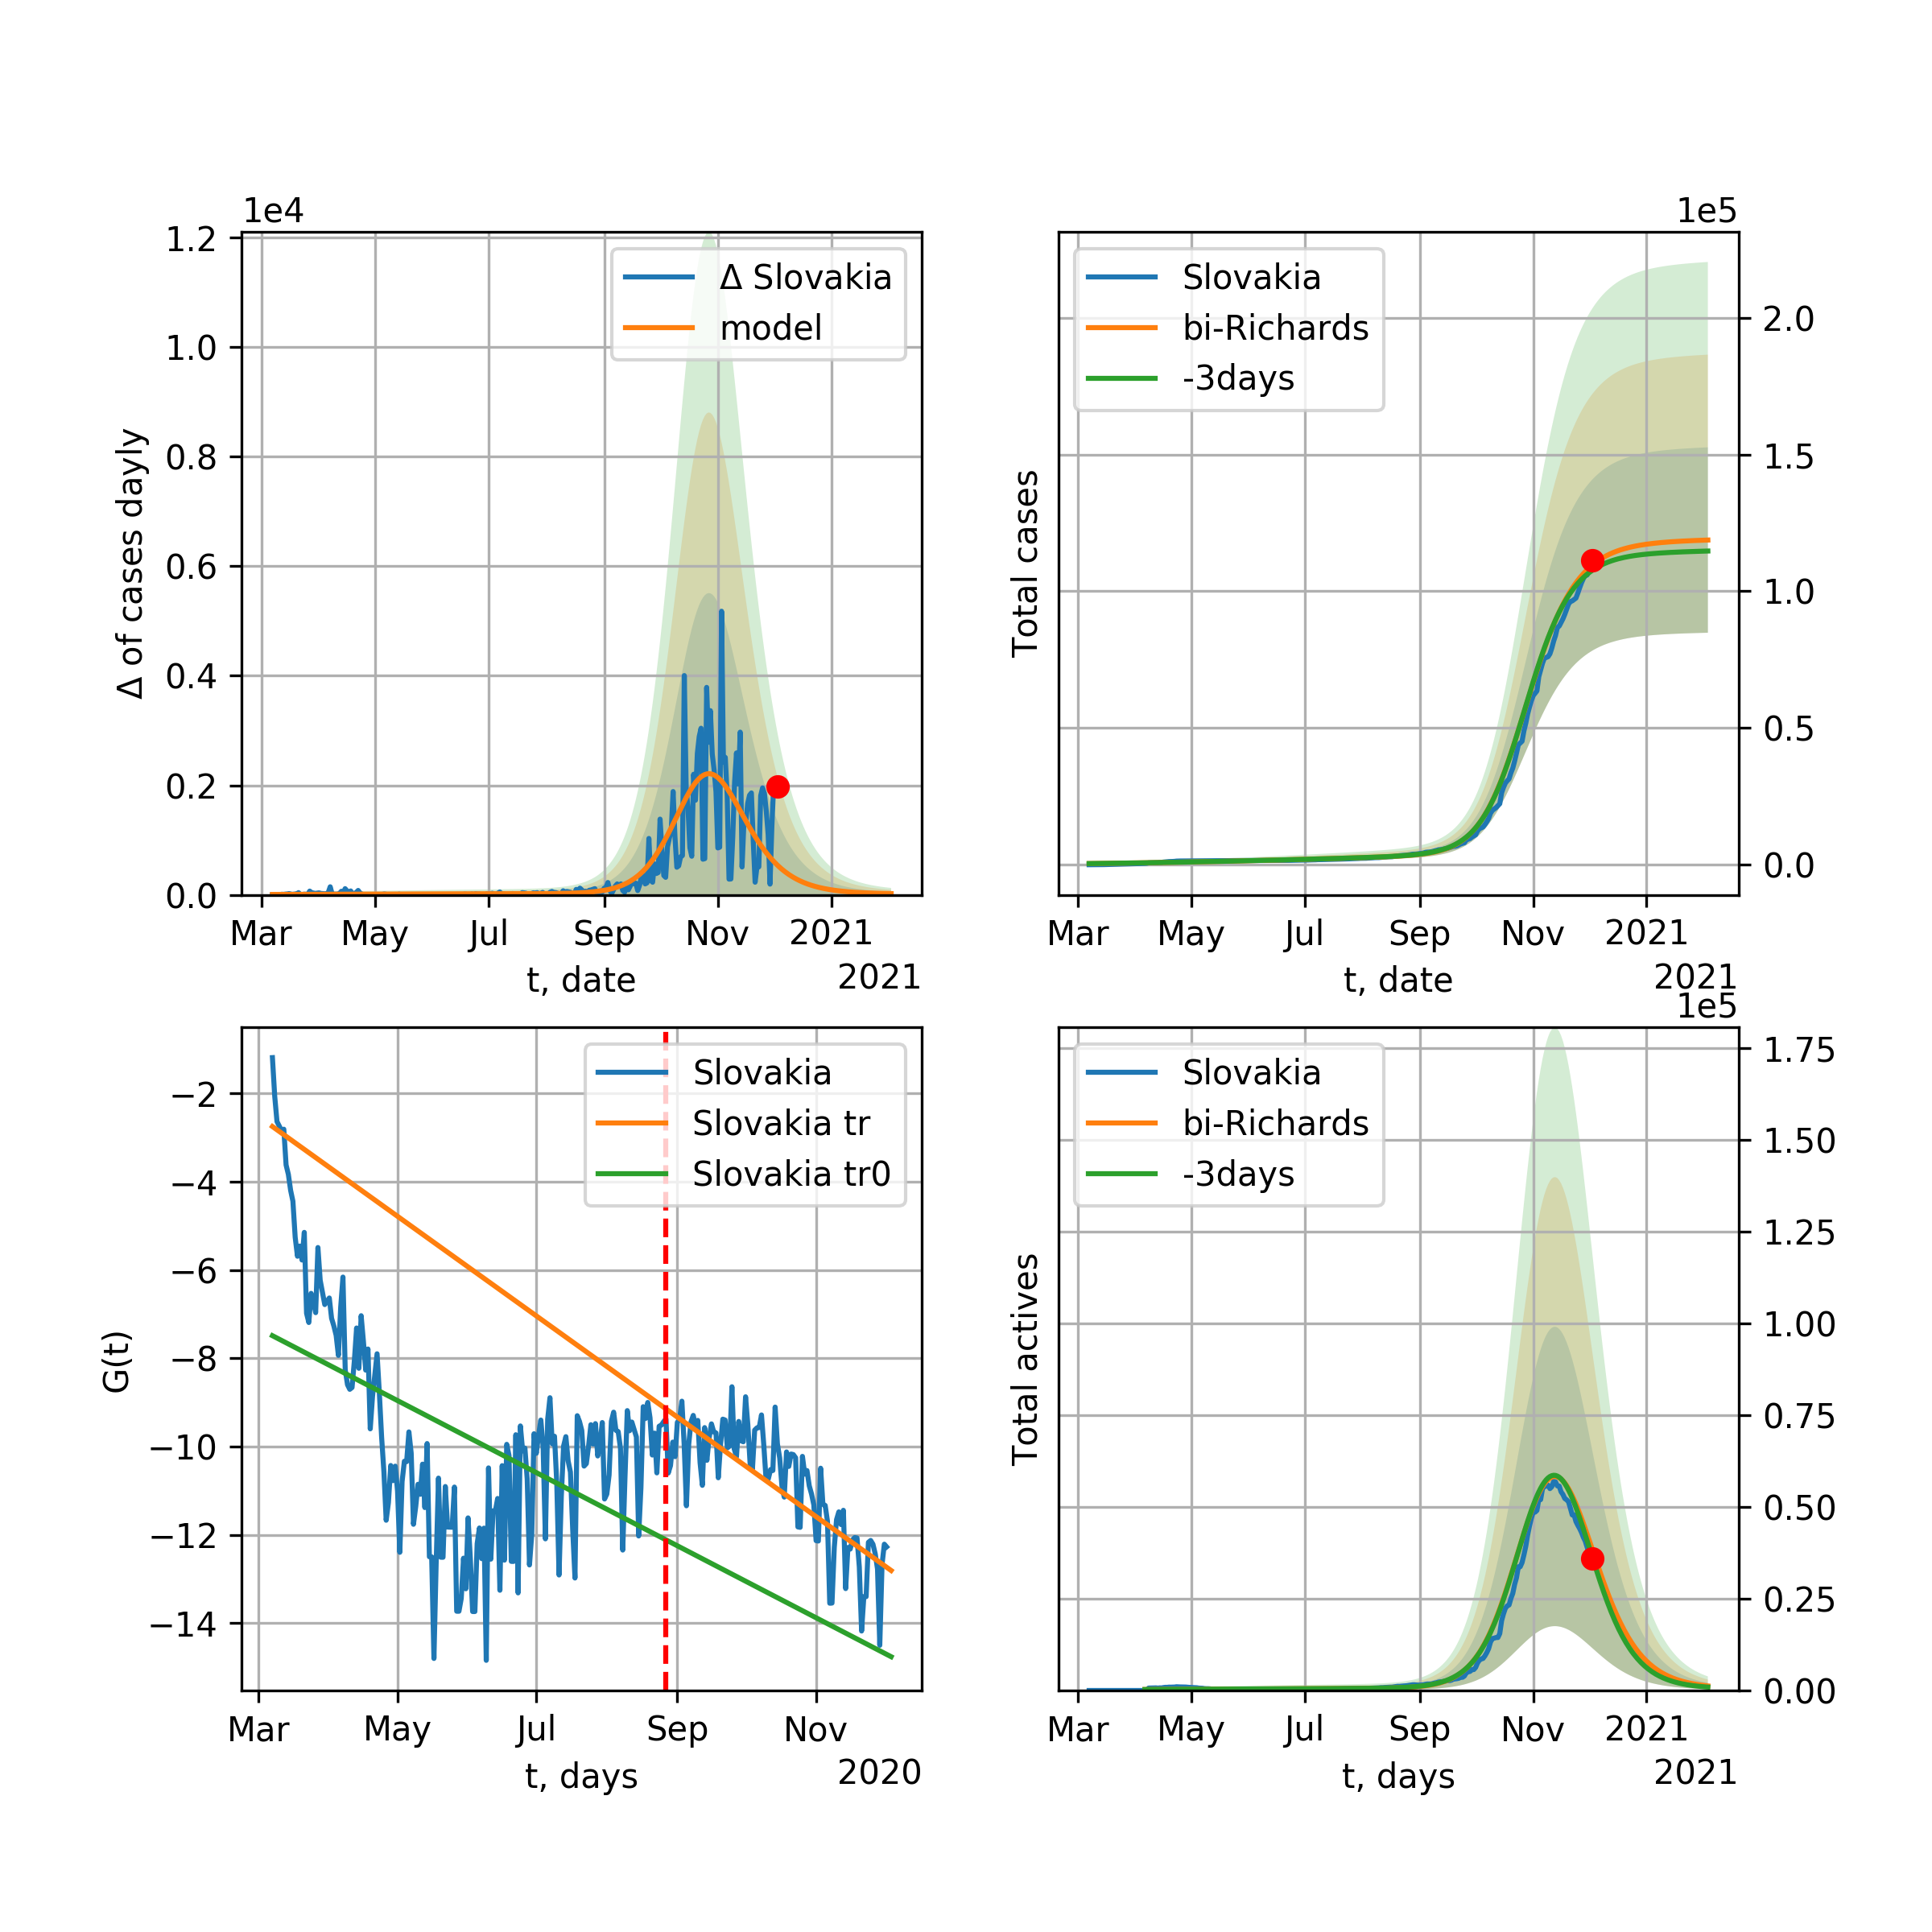 1e4
1.2
1.0
0.8
0.6
0.4
0.2
0.0
Δ of cases dayly
Δ Slovakia
model
Mar May Jul Sep Nov 2021
t, date
2021
1e5
Slovakia
bi-Richards
-3days
Total cases
2.0
1.5
1.0
0.5
0.0
Mar May Jul Sep Nov 2021
t, date
2021
−2
−4
−6
−8
−10
−12
−14
G(t)
Slovakia
Slovakia tr
Slovakia tr0
Mar May Jul Sep Nov
t, days
2020
1e5
Slovakia
bi-Richards
-3days
Total actives
1.75
1.50
1.25
1.00
0.75
0.50
0.25
0.00
Mar May Jul Sep Nov 2021
t, days
2021